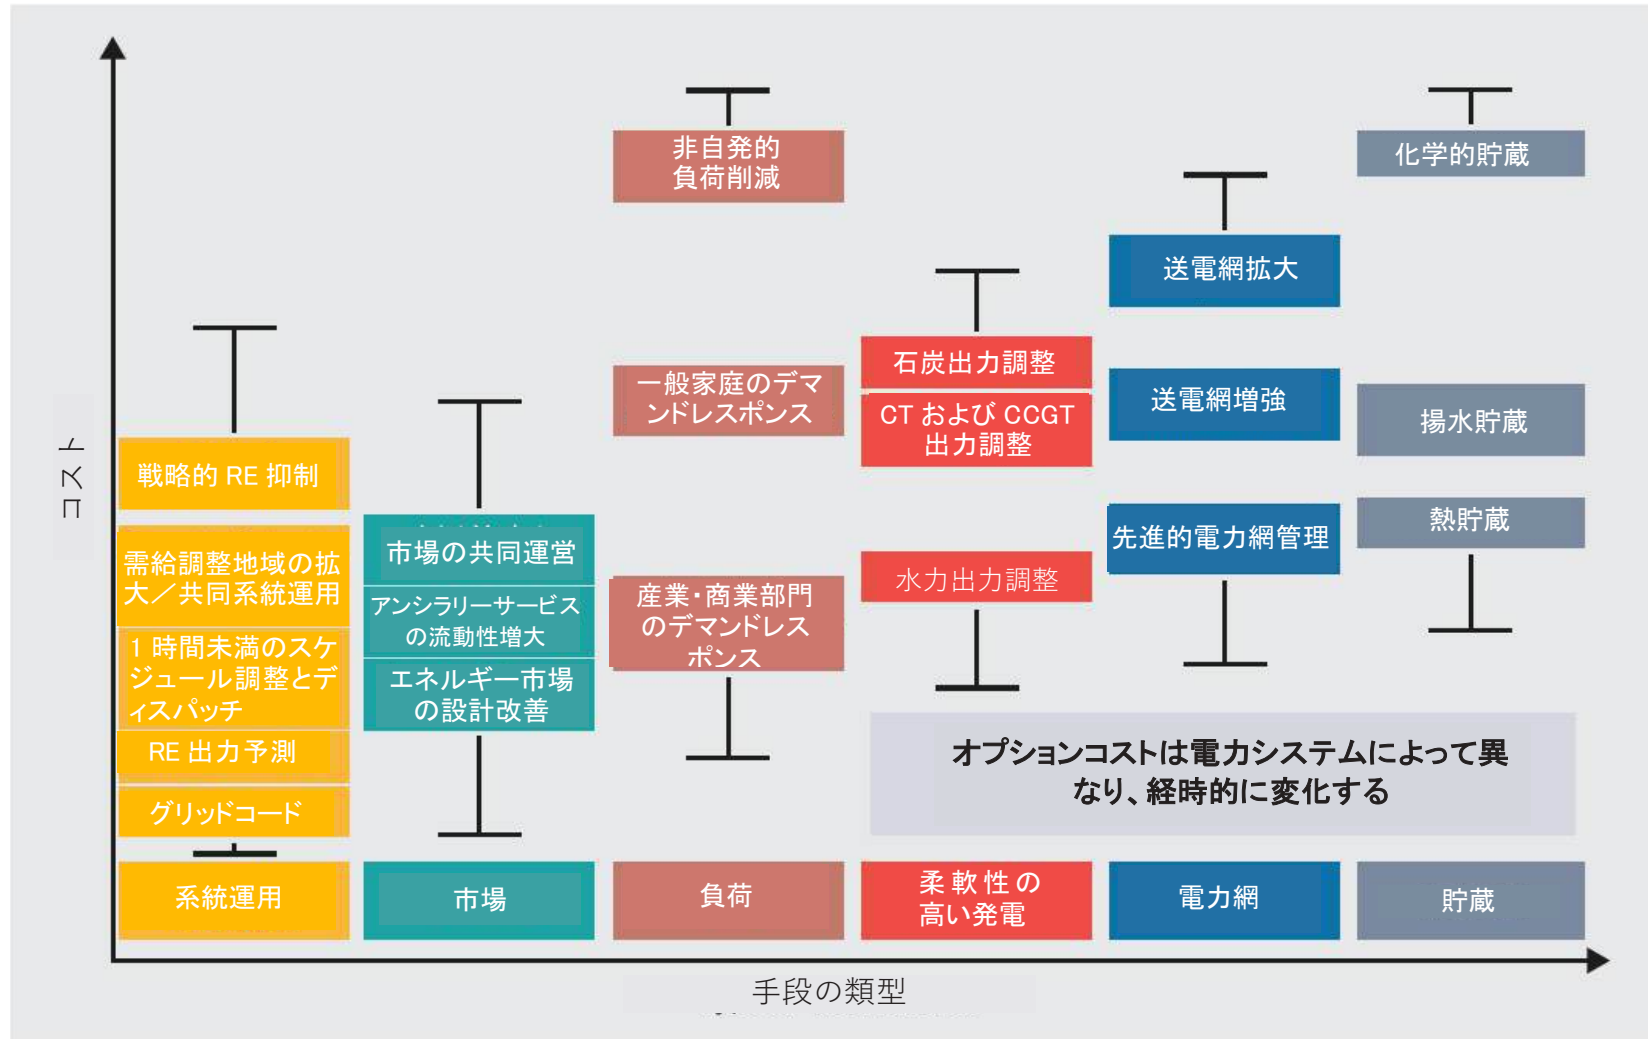 コスト
戦略的 RE 抑制
需給調整地域の拡
大／共同系統運用
1 時間未満のスケ
ジュール調整とデ
ィスパッチ
RE 出力予測
グリッドコード
系統運用
市場の共同運営
アンシラリーサービス
の流動性増大
エネルギー市場
の設計改善
市場
非自発的
負荷削減
一般家庭のデマ
ンドレスポンス
産業・商業部門
のデマンドレス
ポンス
負荷
石炭出力調整
CT および CCGT
出力調整
水力出力調整
柔軟性の
高い発電
送電網拡大
送電網増強
先進的電力網管理
電力網
化学的貯蔵
揚水貯蔵
熱貯蔵
貯蔵
オプションコストは電力システムによって異
なり、経時的に変化する
手段の類型